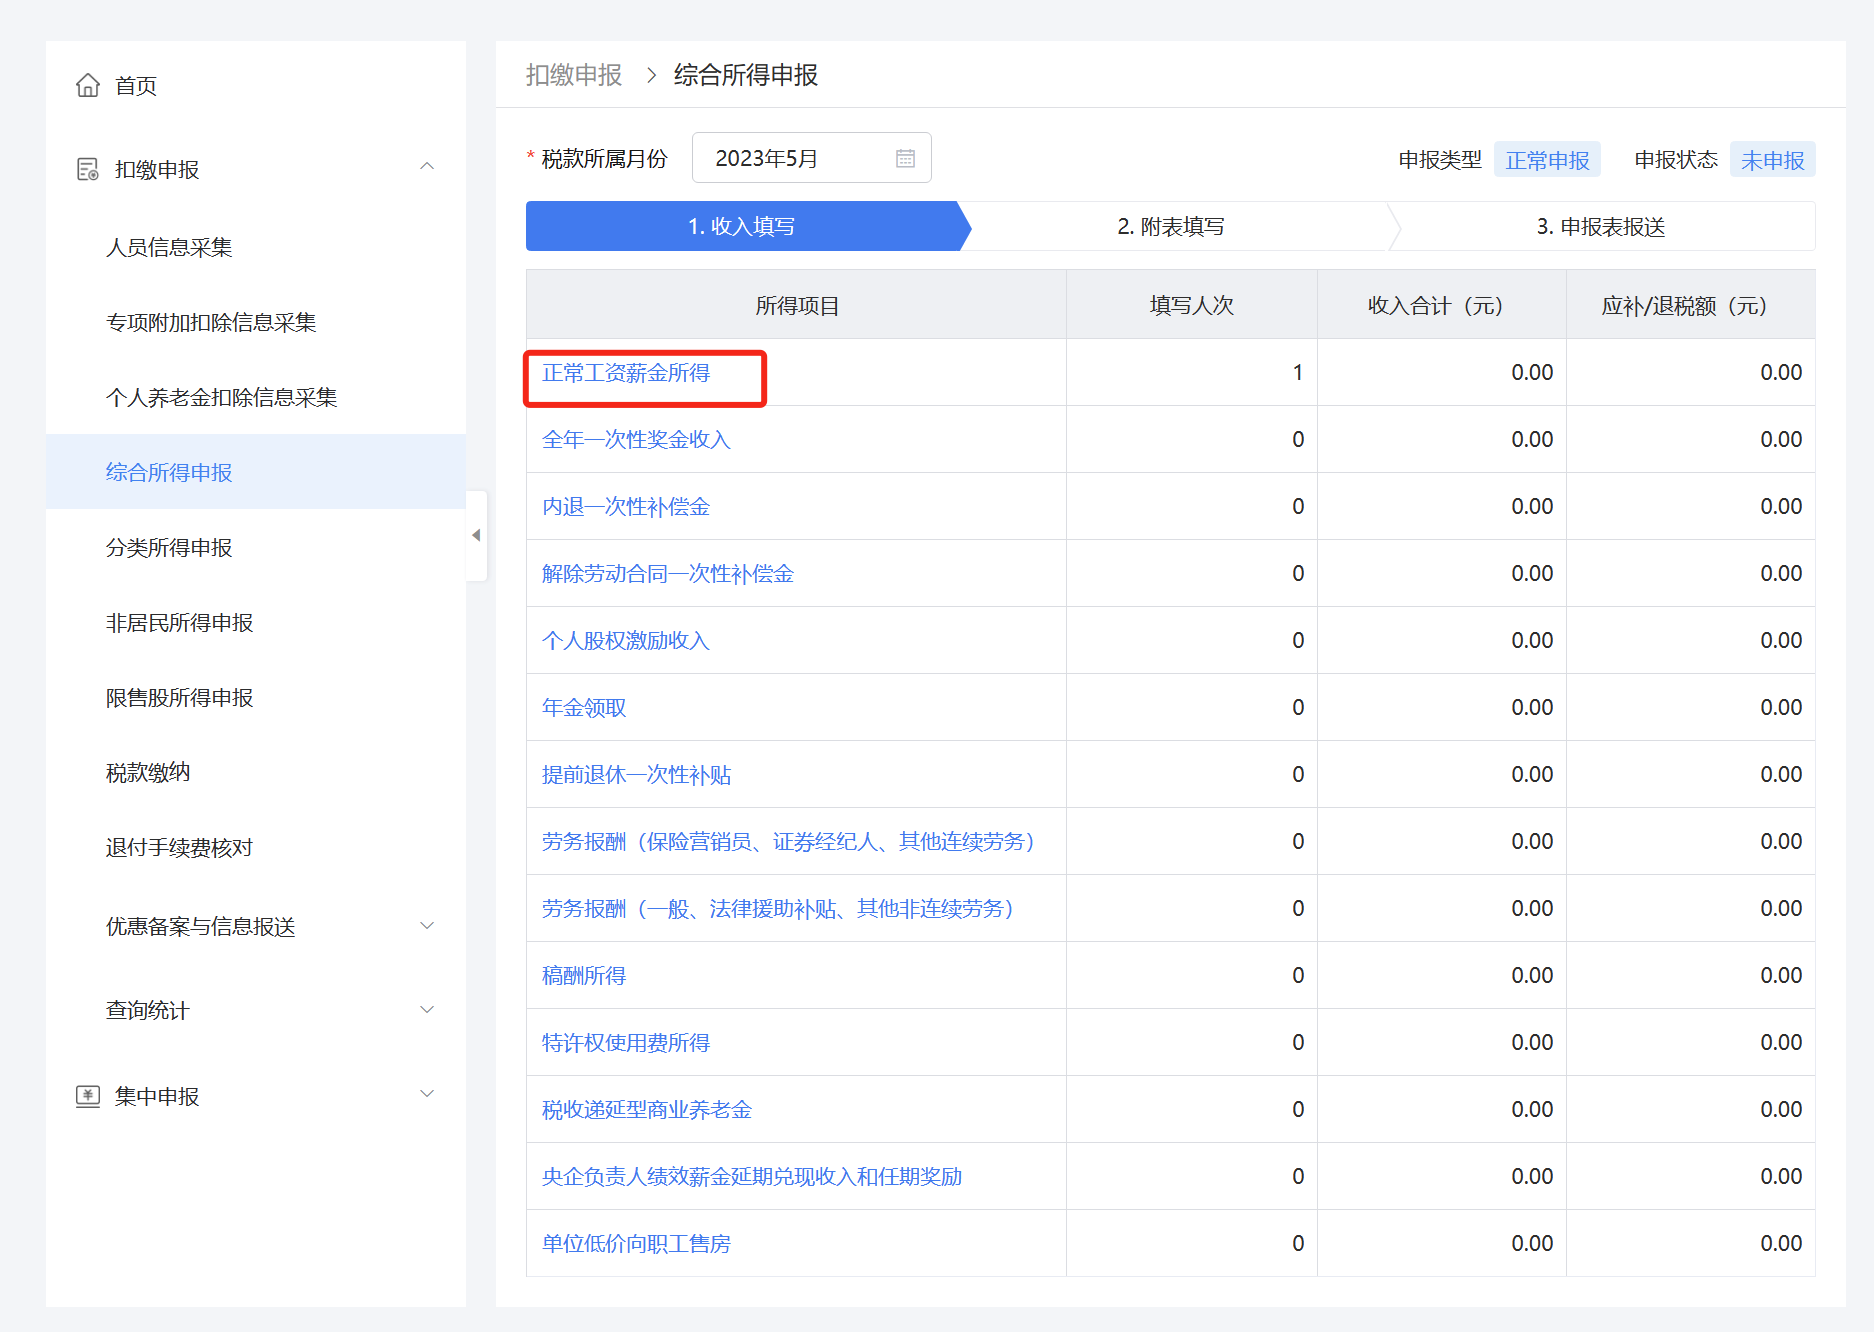 首页
扣缴申报
人员信息采集
专项附加扣除信息采集
个人养老金扣除信息采集
综合所得申报
分类所得申报
非居民所得申报
限售股所得申报
税款缴纳
退付手续费核对
优惠备案与信息报送
查询统计
集中申报
扣缴申报 > 综合所得申报
* 税款所属月份 2023年5月 申报类型 正常申报 申报状态 未申报
1. 收入填写 2. 附表填写 3. 申报表报送
所得项目 填写人次 收入合计（元） 应补/退税额（元）
正常工资薪金所得 1 0.00 0.00
全年一次性奖金收入 0 0.00 0.00
内退一次性补偿金 0 0.00 0.00
解除劳动合同一次性补偿金 0 0.00 0.00
个人股权激励收入 0 0.00 0.00
年金领取 0 0.00 0.00
提前退休一次性补贴 0 0.00 0.00
劳务报酬（保险营销员、证券经纪人、其他连续劳务） 0 0.00 0.00
劳务报酬（一般、法律援助补贴、其他非连续劳务） 0 0.00 0.00
稿酬所得 0 0.00 0.00
特许权使用费所得 0 0.00 0.00
税收递延型商业养老金 0 0.00 0.00
央企负责人绩效薪金延期兑现收入和任期奖励 0 0.00 0.00
单位低价向职工售房 0 0.00 0.00